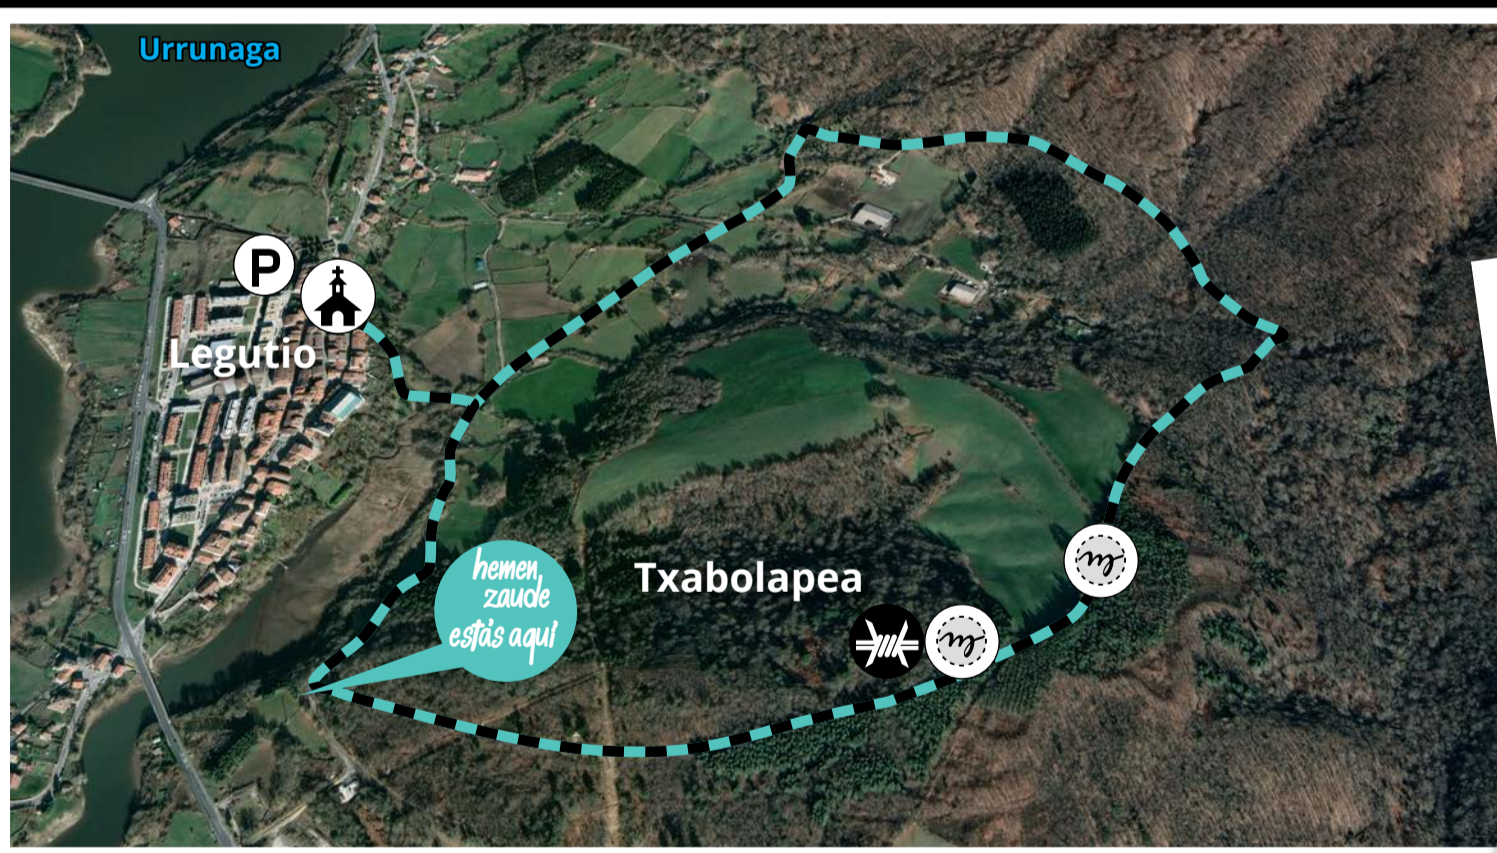 Urrunaga
P
Legutio
hemen
zaude
estás aquí
Txabolapea